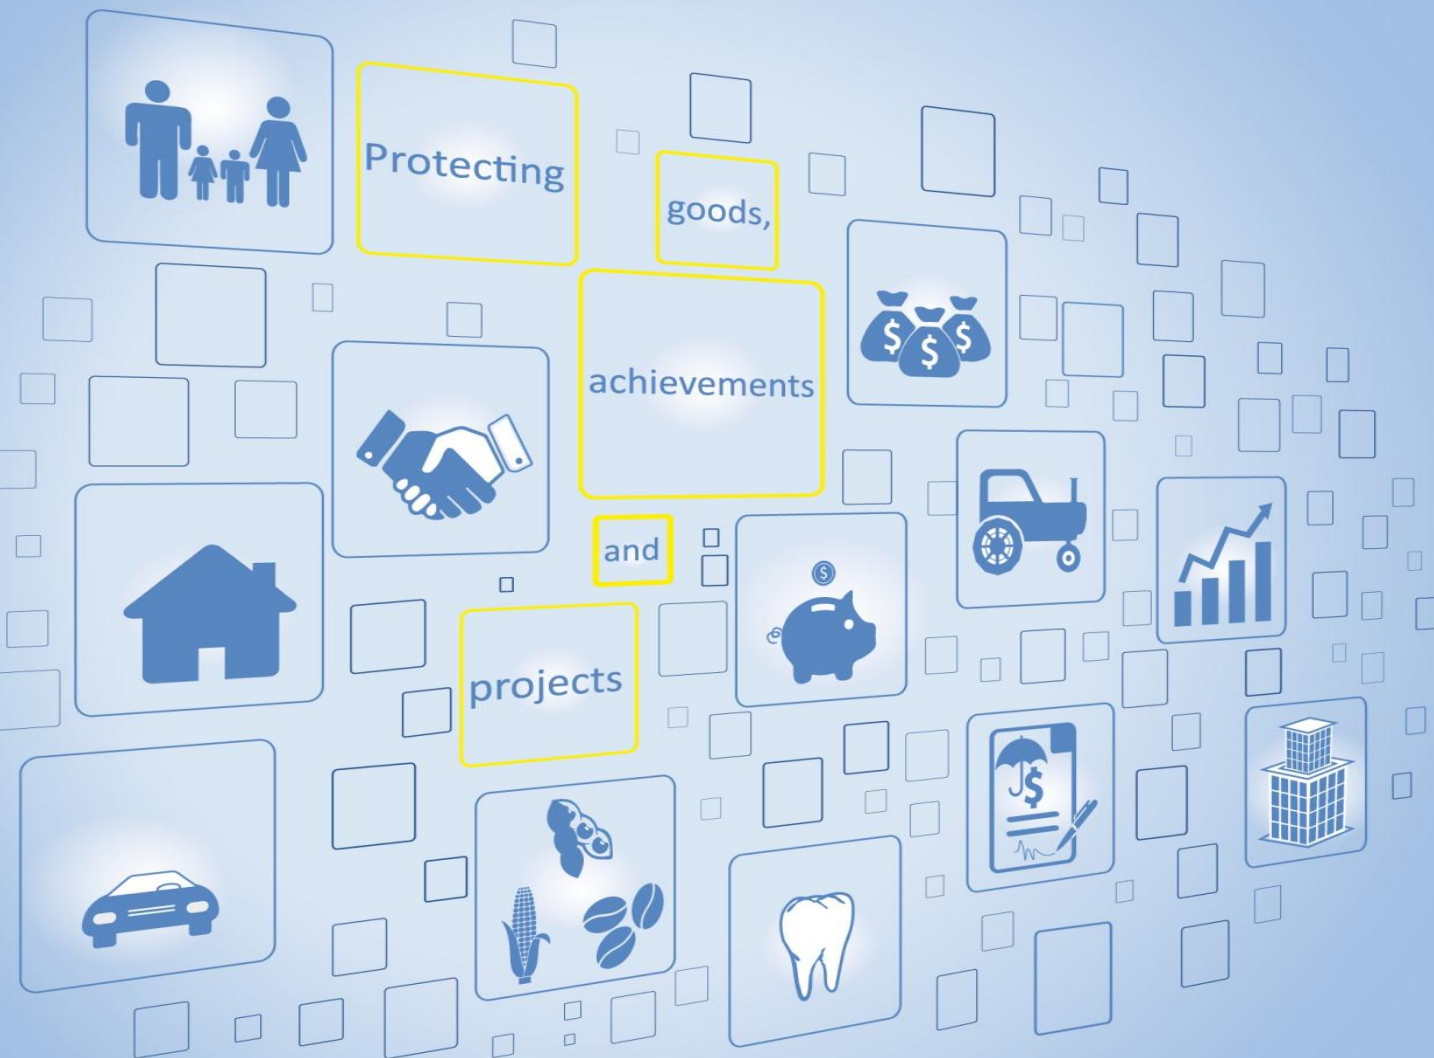 Protecting
goods,
achievements
and
projects
$ $ $
$
$